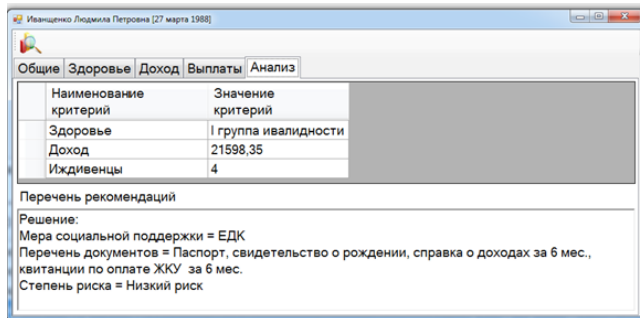 Иванщенко Людмила Петровна [27 марта 1988]
Общие Здоровье Доход Выплаты Анализ
Наименование критерий Значение критерий
Здоровье I группа ивалидности
Доход 21598,35
Иждивенцы 4
Перечень рекомендаций
Решение:
Мера социальной поддержки = ЕДК
Перечень документов = Паспорт, свидетельство о рождении, справка о доходах за 6 мес.,
квитанции по оплате ЖКУ за 6 мес.
Степень риска = Низкий риск